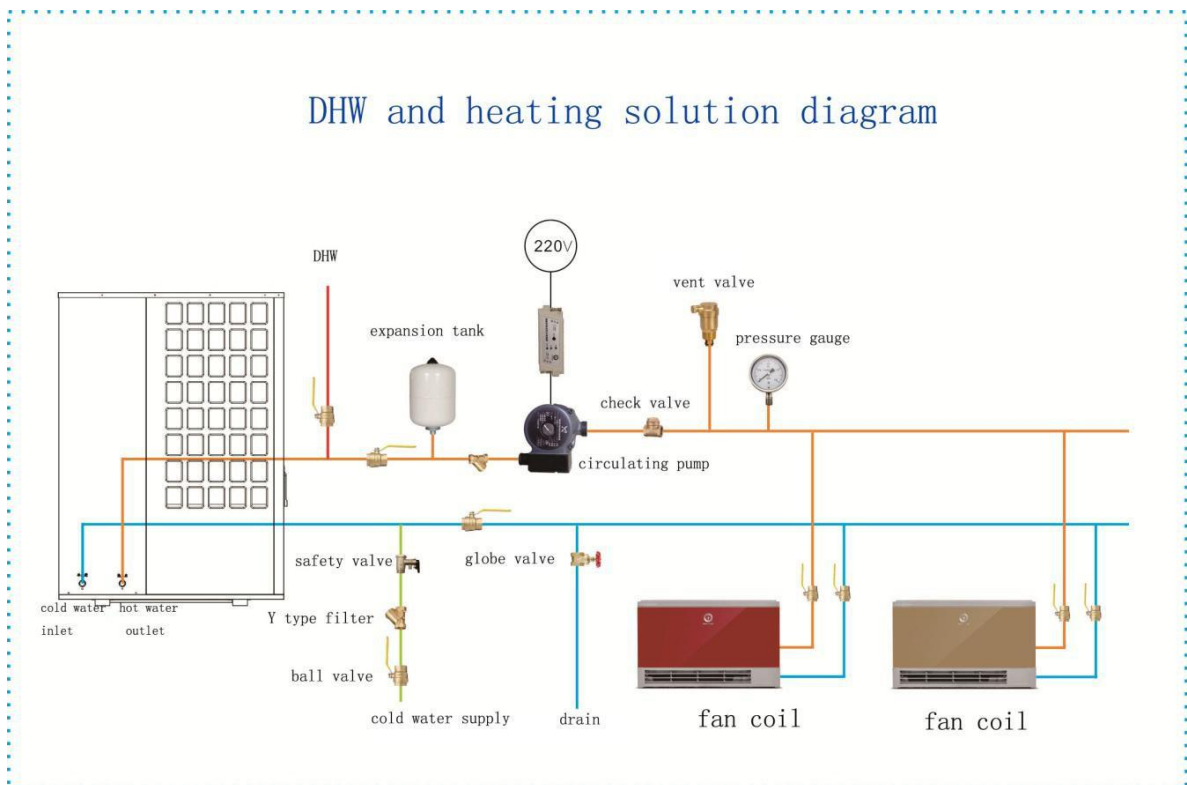 DHW and heating solution diagram
220V
DHW
vent valve
expansion tank
pressure gauge
check valve
circulating pump
safety valve
globe valve
cold water
inlet
hot water
outlet
Y type filter
ball valve
cold water supply
drain
fan coil
fan coil